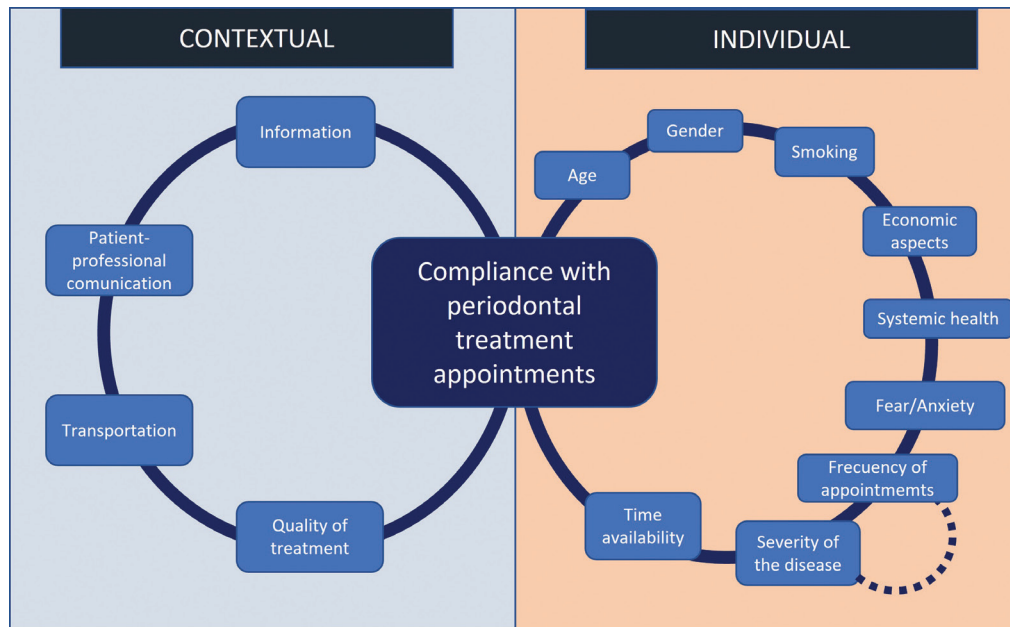 CONTEXTUAL
INDIVIDUAL
Information
Patient-
professional
comunication
Transportation
Quality of
treatment
Compliance with
periodontal
treatment
appointments
Gender
Smoking
Age
Economic
aspects
Systemic health
Fear/Anxiety
Frecuency of
appointmemts
Severity of
the disease
Time
availability